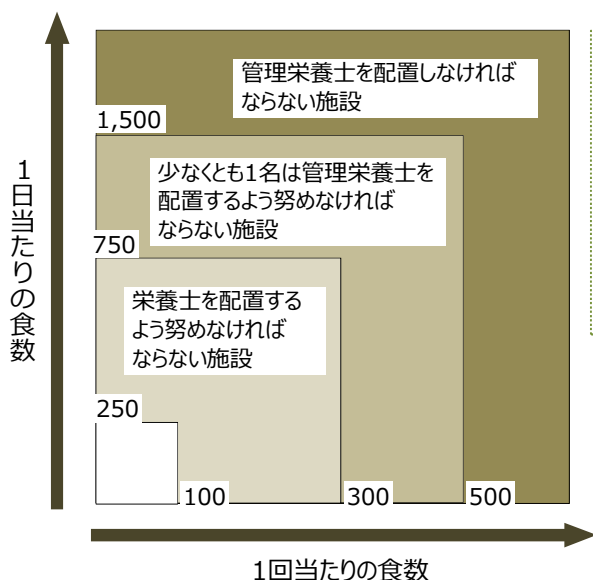 管理栄養士を配置しなければ
ならない施設
1,500
少なくとも1名は管理栄養士を
配置するよう努めなければ
ならない施設
750
栄養士を配置する
よう努めなければ
ならない施設
250
100
300
500
1日当たりの食数
1回当たりの食数